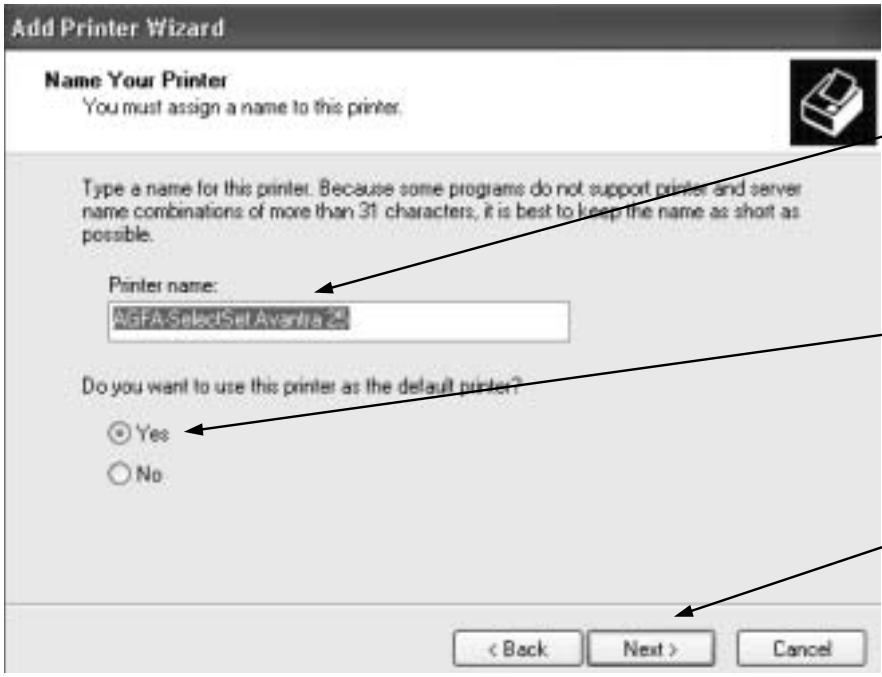 Add Printer Wizard
Name Your Printer
You must assign a name to this printer.
Type a name for this printer. Because some programs do not support printer and server
name combinations of more than 31 characters, it is best to keep the name as short as
possible.
Printer name:
AGFA-SelectSet Avantra 25
Do you want to use this printer as the default printer?
Yes
No
< Back
Next >
Cancel